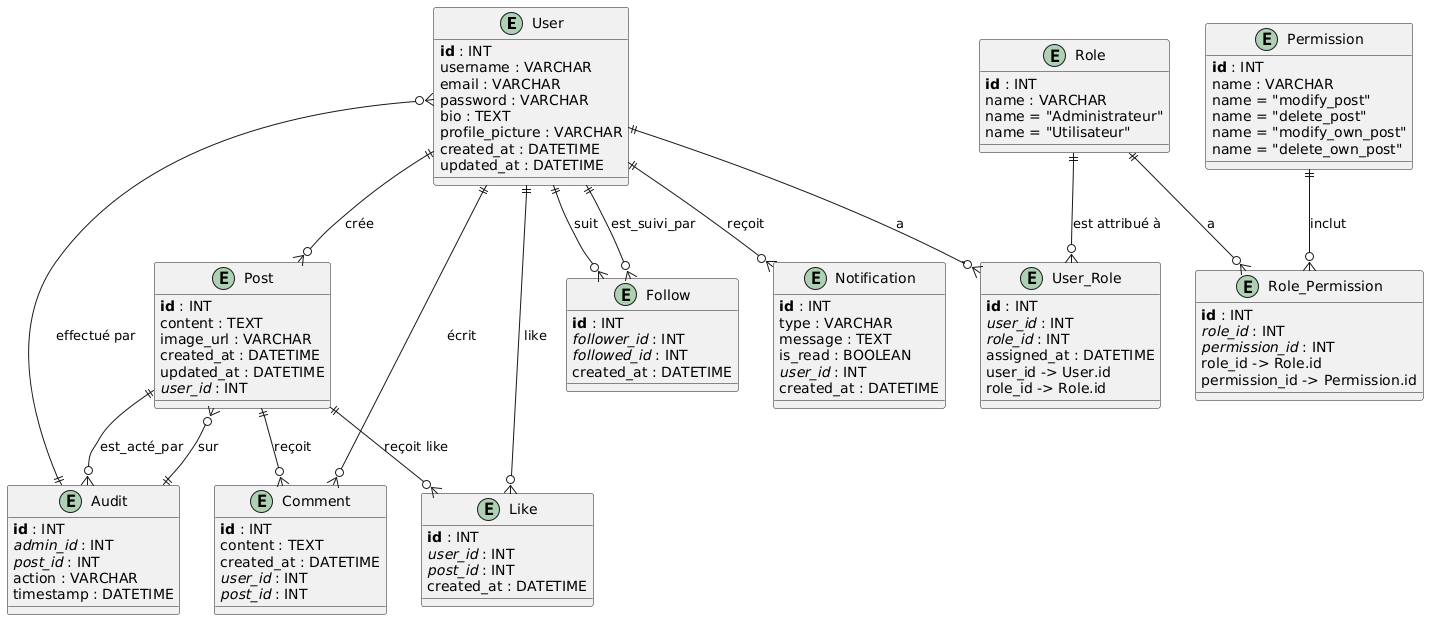 E User
id : INT
username : VARCHAR
email : VARCHAR
password : VARCHAR
bio : TEXT
profile_picture : VARCHAR
created_at : DATETIME
updated_at : DATETIME
E Role
id : INT
name : VARCHAR
name = "Administrateur"
name = "Utilisateur"
E Permission
id : INT
name : VARCHAR
name = "modify_post"
name = "delete_post"
name = "modify_own_post"
name = "delete_own_post"
crée
suit
est_suivi_par
reçoit
a
est attribué à
a
inclut
E Post
id : INT
content : TEXT
image_url : VARCHAR
created_at : DATETIME
updated_at : DATETIME
user_id : INT
E Follow
id : INT
follower_id : INT
followed_id : INT
created_at : DATETIME
E Notification
id : INT
type : VARCHAR
message : TEXT
is_read : BOOLEAN
user_id : INT
created_at : DATETIME
E User_Role
id : INT
user_id : INT
role_id : INT
assigned_at : DATETIME
user_id -> User.id
role_id -> Role.id
E Role_Permission
id : INT
role_id : INT
permission_id : INT
role_id -> Role.id
permission_id -> Permission.id
effectué par
écrit
like
est_acté_par
sur
reçoit
reçoit like
E Audit
id : INT
admin_id : INT
post_id : INT
action : VARCHAR
timestamp : DATETIME
E Comment
id : INT
content : TEXT
created_at : DATETIME
user_id : INT
post_id : INT
E Like
id : INT
user_id : INT
post_id : INT
created_at : DATETIME